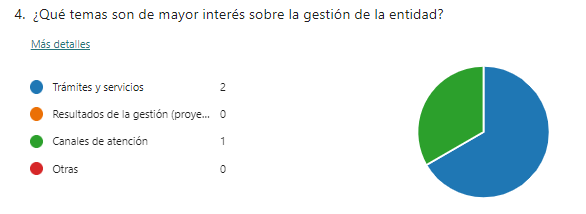 4. ¿Qué temas son de mayor interés sobre la gestión de la entidad?
Más detalles
Trámites y servicios 2
Resultados de la gestión (proye... 0
Canales de atención 1
Otras 0